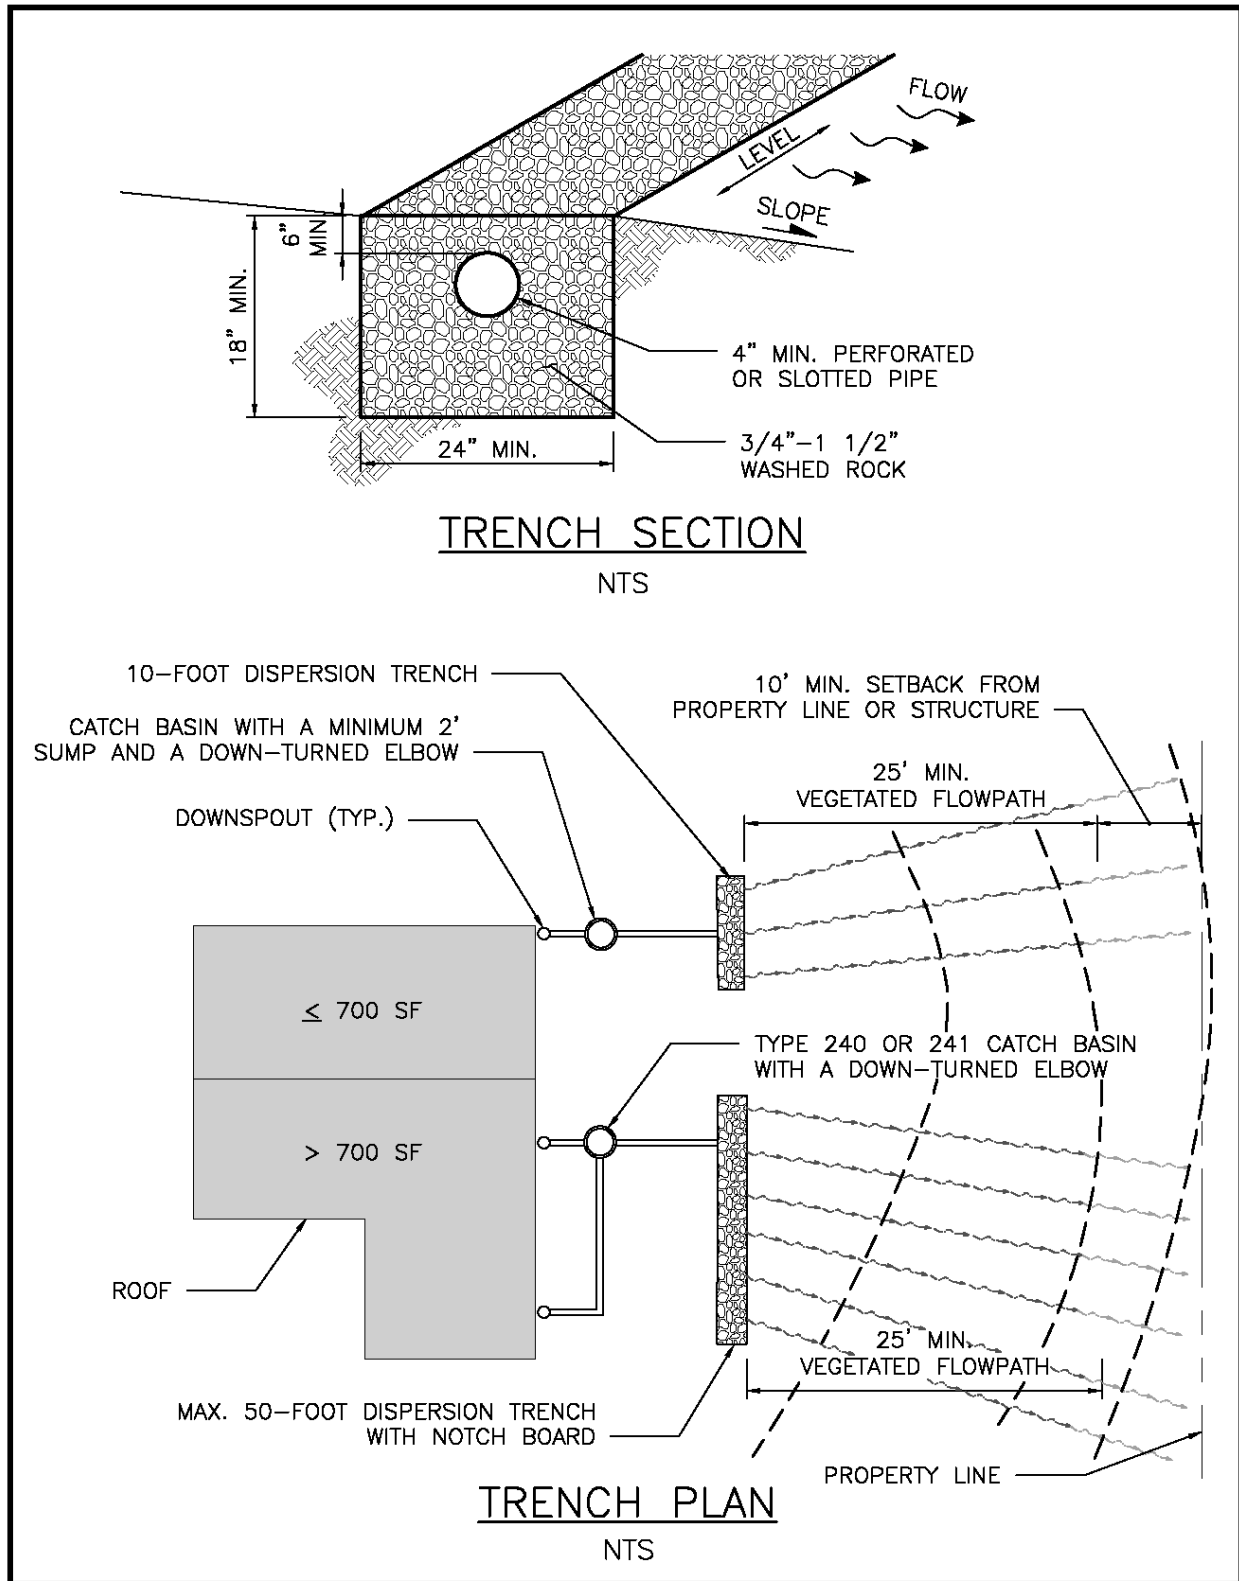 FLOW
LEVEL
SLOPE
6"
MIN
18" MIN.
4" MIN. PERFORATED
OR SLOTTED PIPE
24" MIN.
3/4"-1 1/2"
WASHED ROCK
TRENCH SECTION
NTS
10-FOOT DISPERSION TRENCH
10' MIN. SETBACK FROM
PROPERTY LINE OR STRUCTURE
CATCH BASIN WITH A MINIMUM 2'
SUMP AND A DOWN-TURNED ELBOW
25' MIN.
VEGETATED FLOWPATH
DOWNSPOUT (TYP.)
≤ 700 SF
TYPE 240 OR 241 CATCH BASIN
WITH A DOWN-TURNED ELBOW
> 700 SF
ROOF
25' MIN.
VEGETATED FLOWPATH
MAX. 50-FOOT DISPERSION TRENCH
WITH NOTCH BOARD
PROPERTY LINE
TRENCH PLAN
NTS